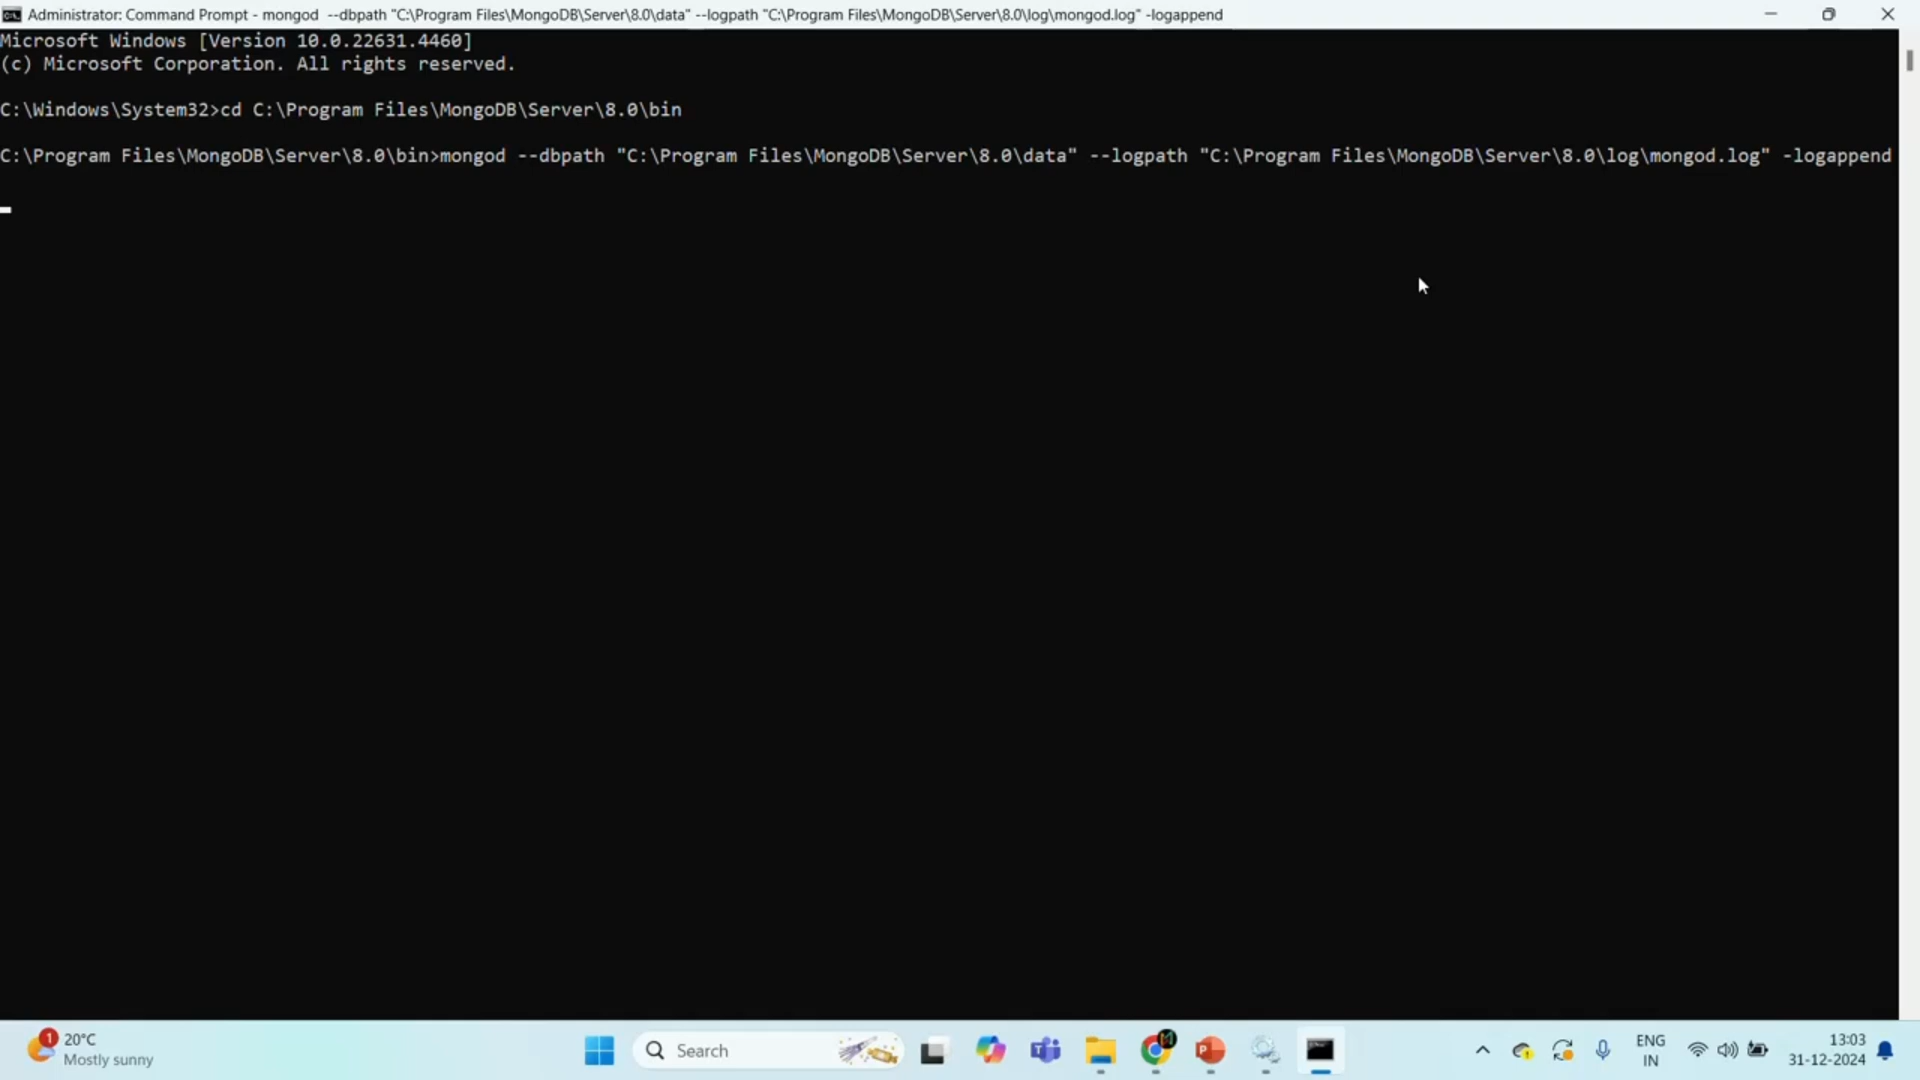 Administrator: Command Prompt - mongod --dbpath "C:\Program Files\MongoDB\Server\8.0\data" --logpath "C:\Program Files\MongoDB\Server\8.0\log\mongod.log" -logappend
Microsoft Windows [Version 10.0.22631.4460]
(c) Microsoft Corporation. All rights reserved.
C:\Windows\System32>cd C:\Program Files\MongoDB\Server\8.0\bin
C:\Program Files\MongoDB\Server\8.0\bin>mongod --dbpath "C:\Program Files\MongoDB\Server\8.0\data" --logpath "C:\Program Files\MongoDB\Server\8.0\log\mongod.log" -logappend
1
20°C
Mostly sunny
Search
ENG
IN
13:03
31-12-2024